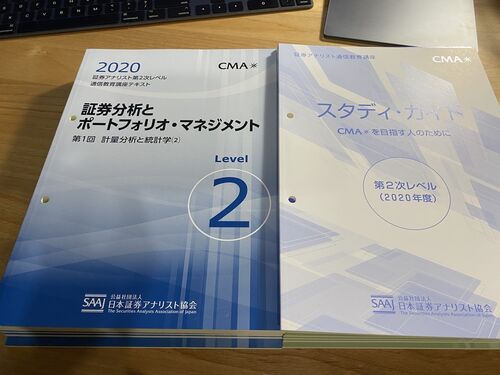 2020
CMA
証券アナリスト第2次レベル
通信教育講座テキスト
証券分析と
ポートフォリオ・マネジメント
第1回 計量分析と統計学(2)
Level
2
SAAJ
公益社団法人
日本証券アナリスト協会
The Securities Analysts Association of Japan
証券アナリスト通信教育講座
CMA
スタディ・ガイド
CMAを目指す人のために
第2次レベル
(2020年度)
SAAJ
公益社団法人
日本証券アナリスト協会
The Securities Analysts Association of Japan